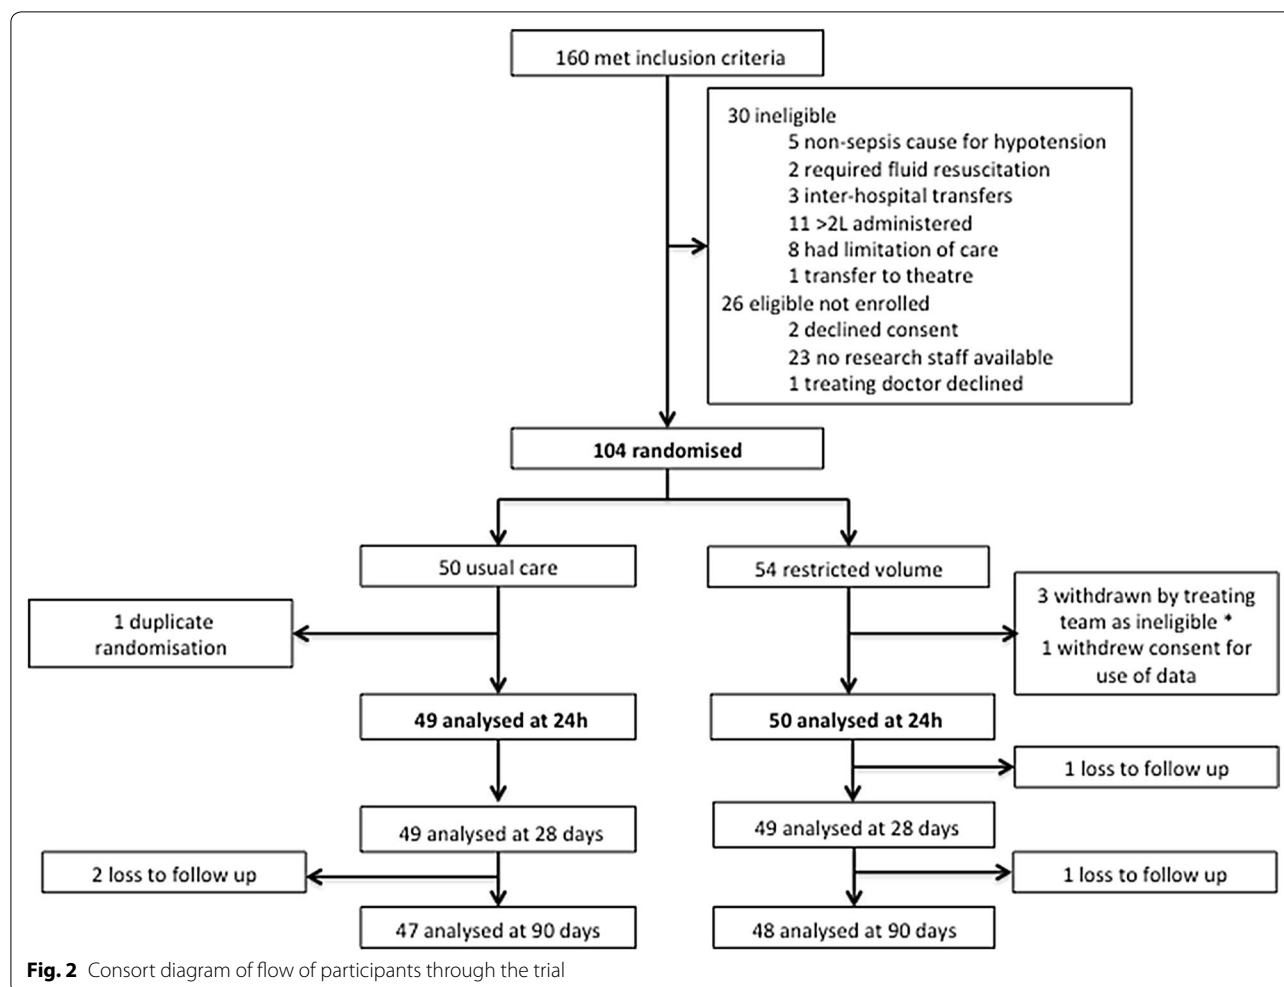 160 met inclusion criteria
30 ineligible
5 non-sepsis cause for hypotension
2 required fluid resuscitation
3 inter-hospital transfers
11 >2L administered
8 had limitation of care
1 transfer to theatre
26 eligible not enrolled
2 declined consent
23 no research staff available
1 treating doctor declined
104 randomised
50 usual care
54 restricted volume
1 duplicate
randomisation
3 withdrawn by treating
team as ineligible *
1 withdrew consent for
use of data
49 analysed at 24h
50 analysed at 24h
1 loss to follow up
49 analysed at 28 days
49 analysed at 28 days
2 loss to follow up
1 loss to follow up
47 analysed at 90 days
48 analysed at 90 days
Fig. 2 Consort diagram of flow of participants through the trial